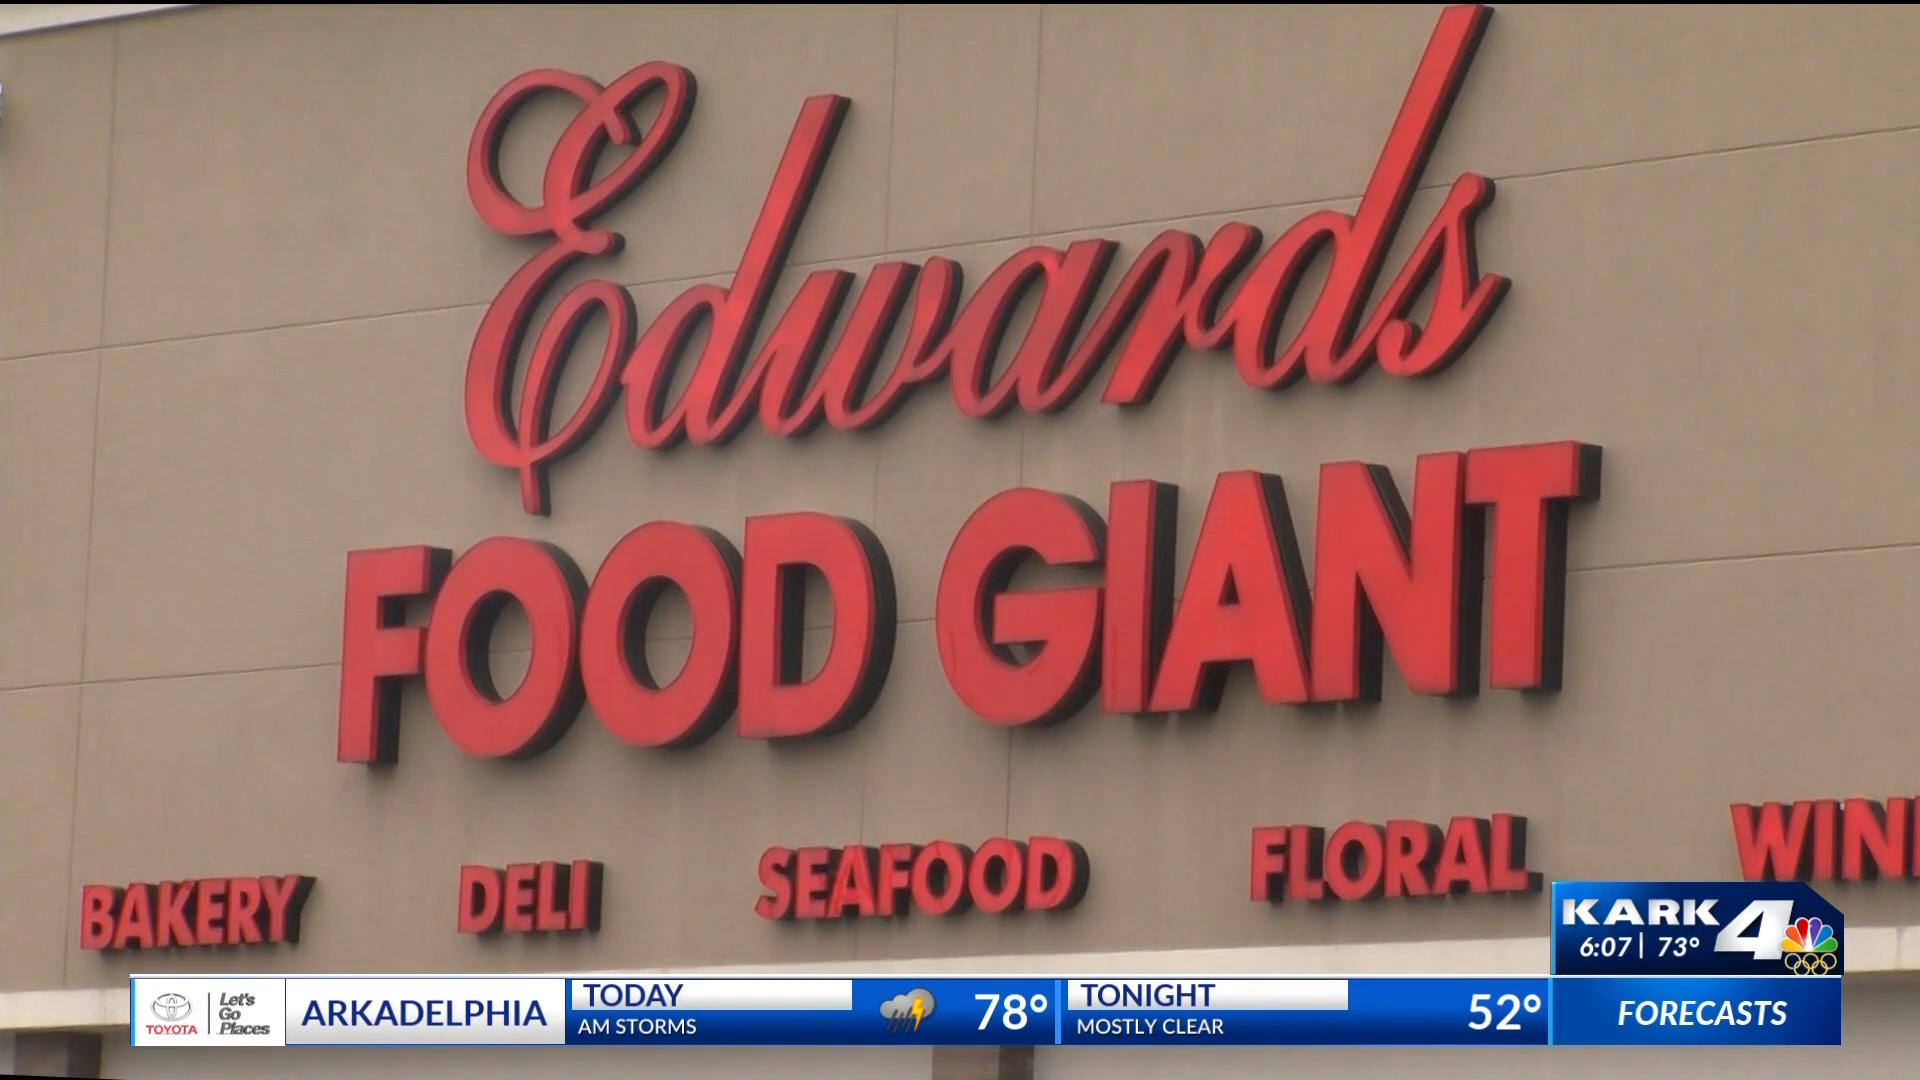 Edwards
FOOD GIANT
BAKERY DELI SEAFOOD FLORAL WIN
KARK 4
6:07 | 73°
TOYOTA
Let's
Go
Places
ARKADELPHIA
TODAY
AM STORMS
78°
TONIGHT
MOSTLY CLEAR
52°
FORECASTS